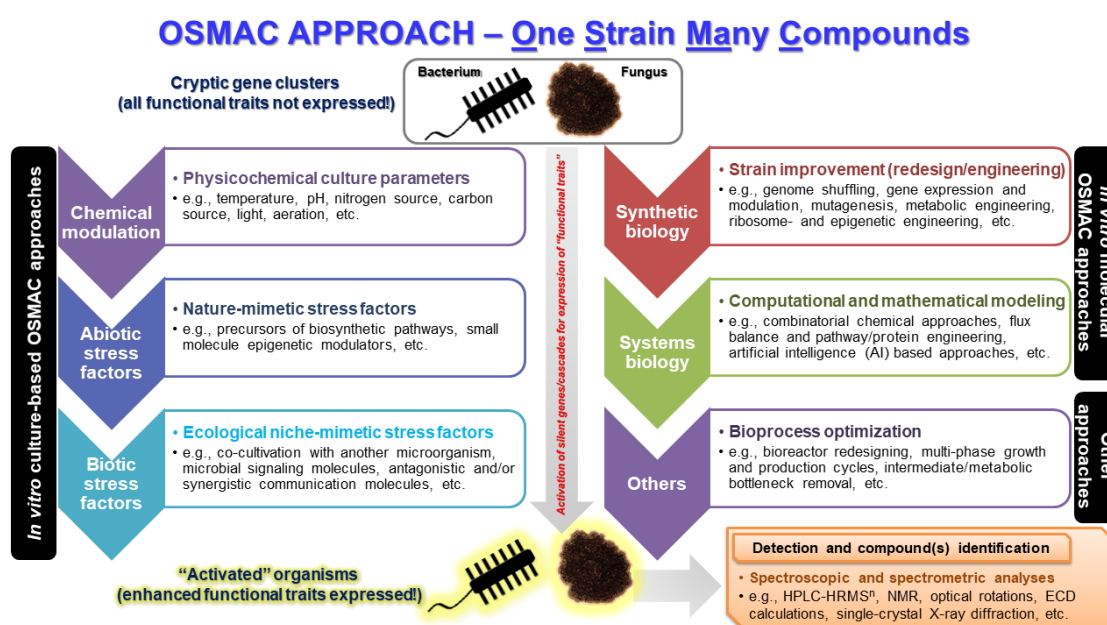 OSMAC APPROACH – One Strain Many Compounds
Cryptic gene clusters
(all functional traits not expressed!)
Bacterium
Fungus
In vitro culture-based OSMAC approaches
Chemical
modulation
• Physicochemical culture parameters
• e.g., temperature, pH, nitrogen source, carbon
source, light, aeration, etc.
Abiotic
stress
factors
• Nature-mimetic stress factors
• e.g., precursors of biosynthetic pathways, small
molecule epigenetic modulators, etc.
Biotic
stress
factors
• Ecological niche-mimetic stress factors
• e.g., co-cultivation with another microorganism,
microbial signaling molecules, antagonistic and/or
synergistic communication molecules, etc.
Activation of silent genes/cascades for expression of “functional traits”
Synthetic
biology
• Strain improvement (redesign/engineering)
• e.g., genome shuffling, gene expression and
modulation, mutagenesis, metabolic engineering,
ribosome- and epigenetic engineering, etc.
Systems
biology
• Computational and mathematical modeling
• e.g., combinatorial chemical approaches, flux
balance and pathway/protein engineering,
artificial intelligence (AI) based approaches, etc.
Others
• Bioprocess optimization
• e.g., bioreactor redesigning, multi-phase growth
and production cycles, intermediate/metabolic
bottleneck removal, etc.
In vitro molecular
OSMAC approaches
Other
approaches
“Activated” organisms
(enhanced functional traits expressed!)
Detection and compound(s) identification
• Spectroscopic and spectrometric analyses
• e.g., HPLC-HRMSⁿ, NMR, optical rotations, ECD
calculations, single-crystal X-ray diffraction, etc.